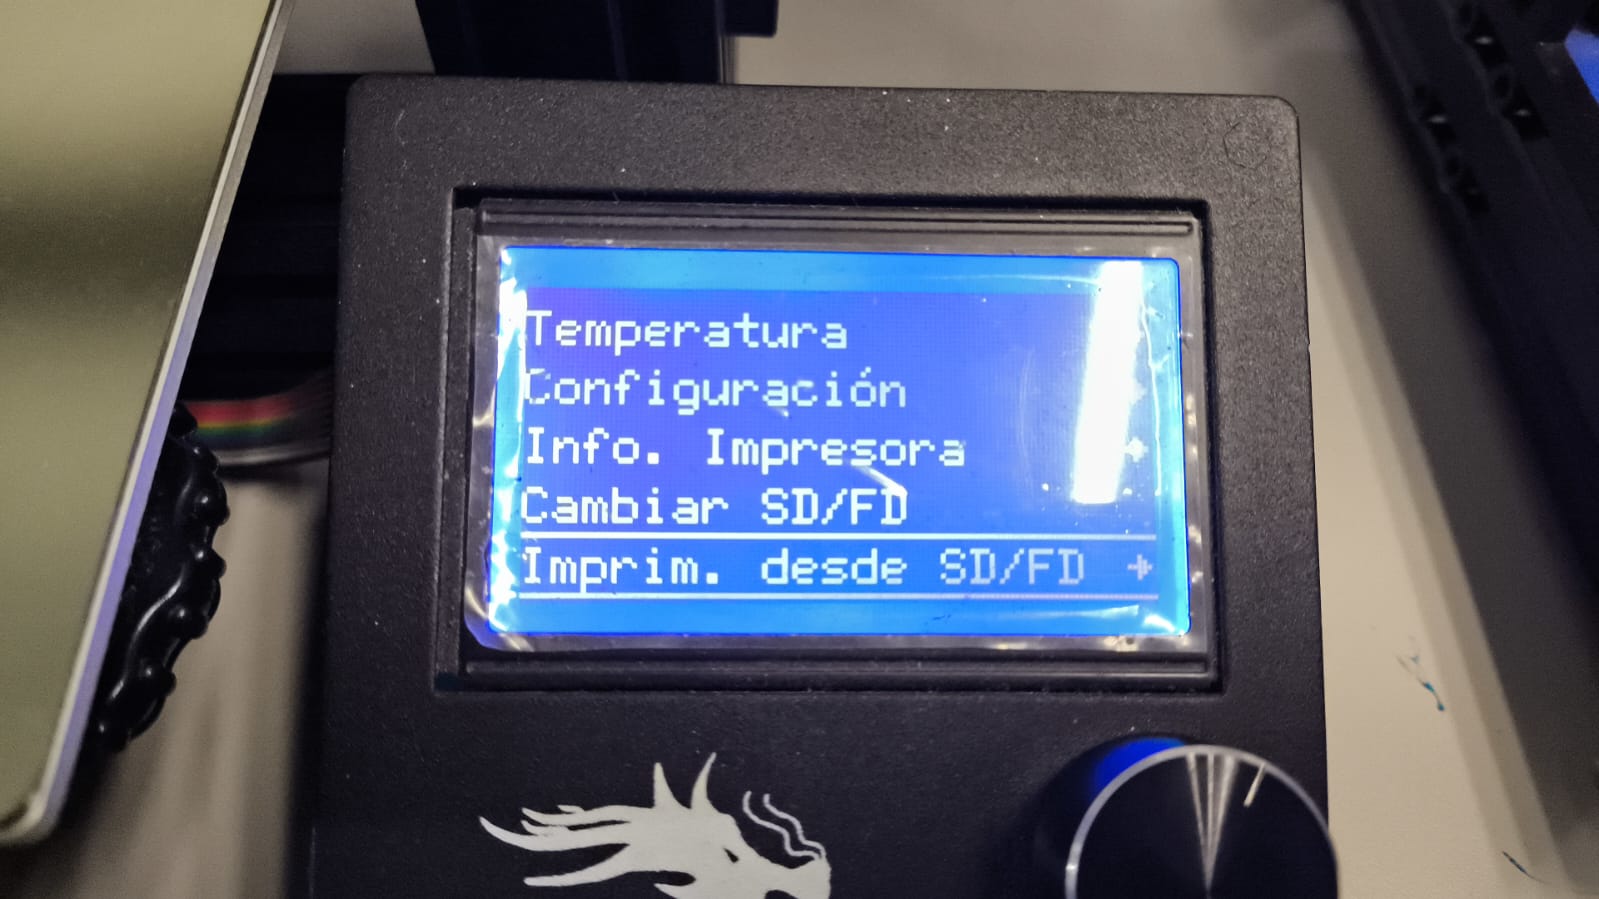 Temperatura
Configuración
Info. Impresora
Cambiar SD/FD
Imprim. desde SD/FD